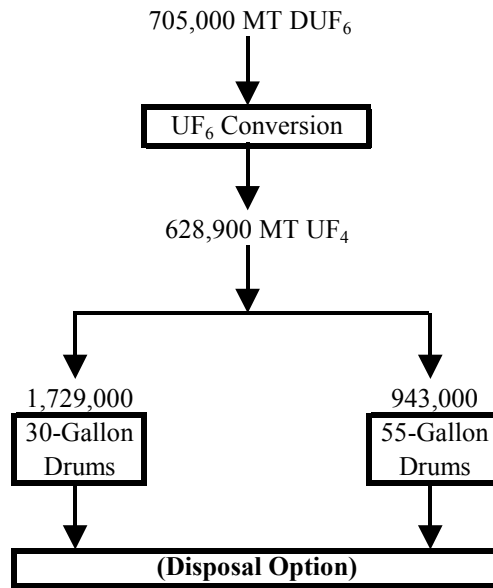 705,000 MT DUF₆
UF₆ Conversion
628,900 MT UF₄
1,729,000
30-Gallon
Drums
943,000
55-Gallon
Drums
(Disposal Option)